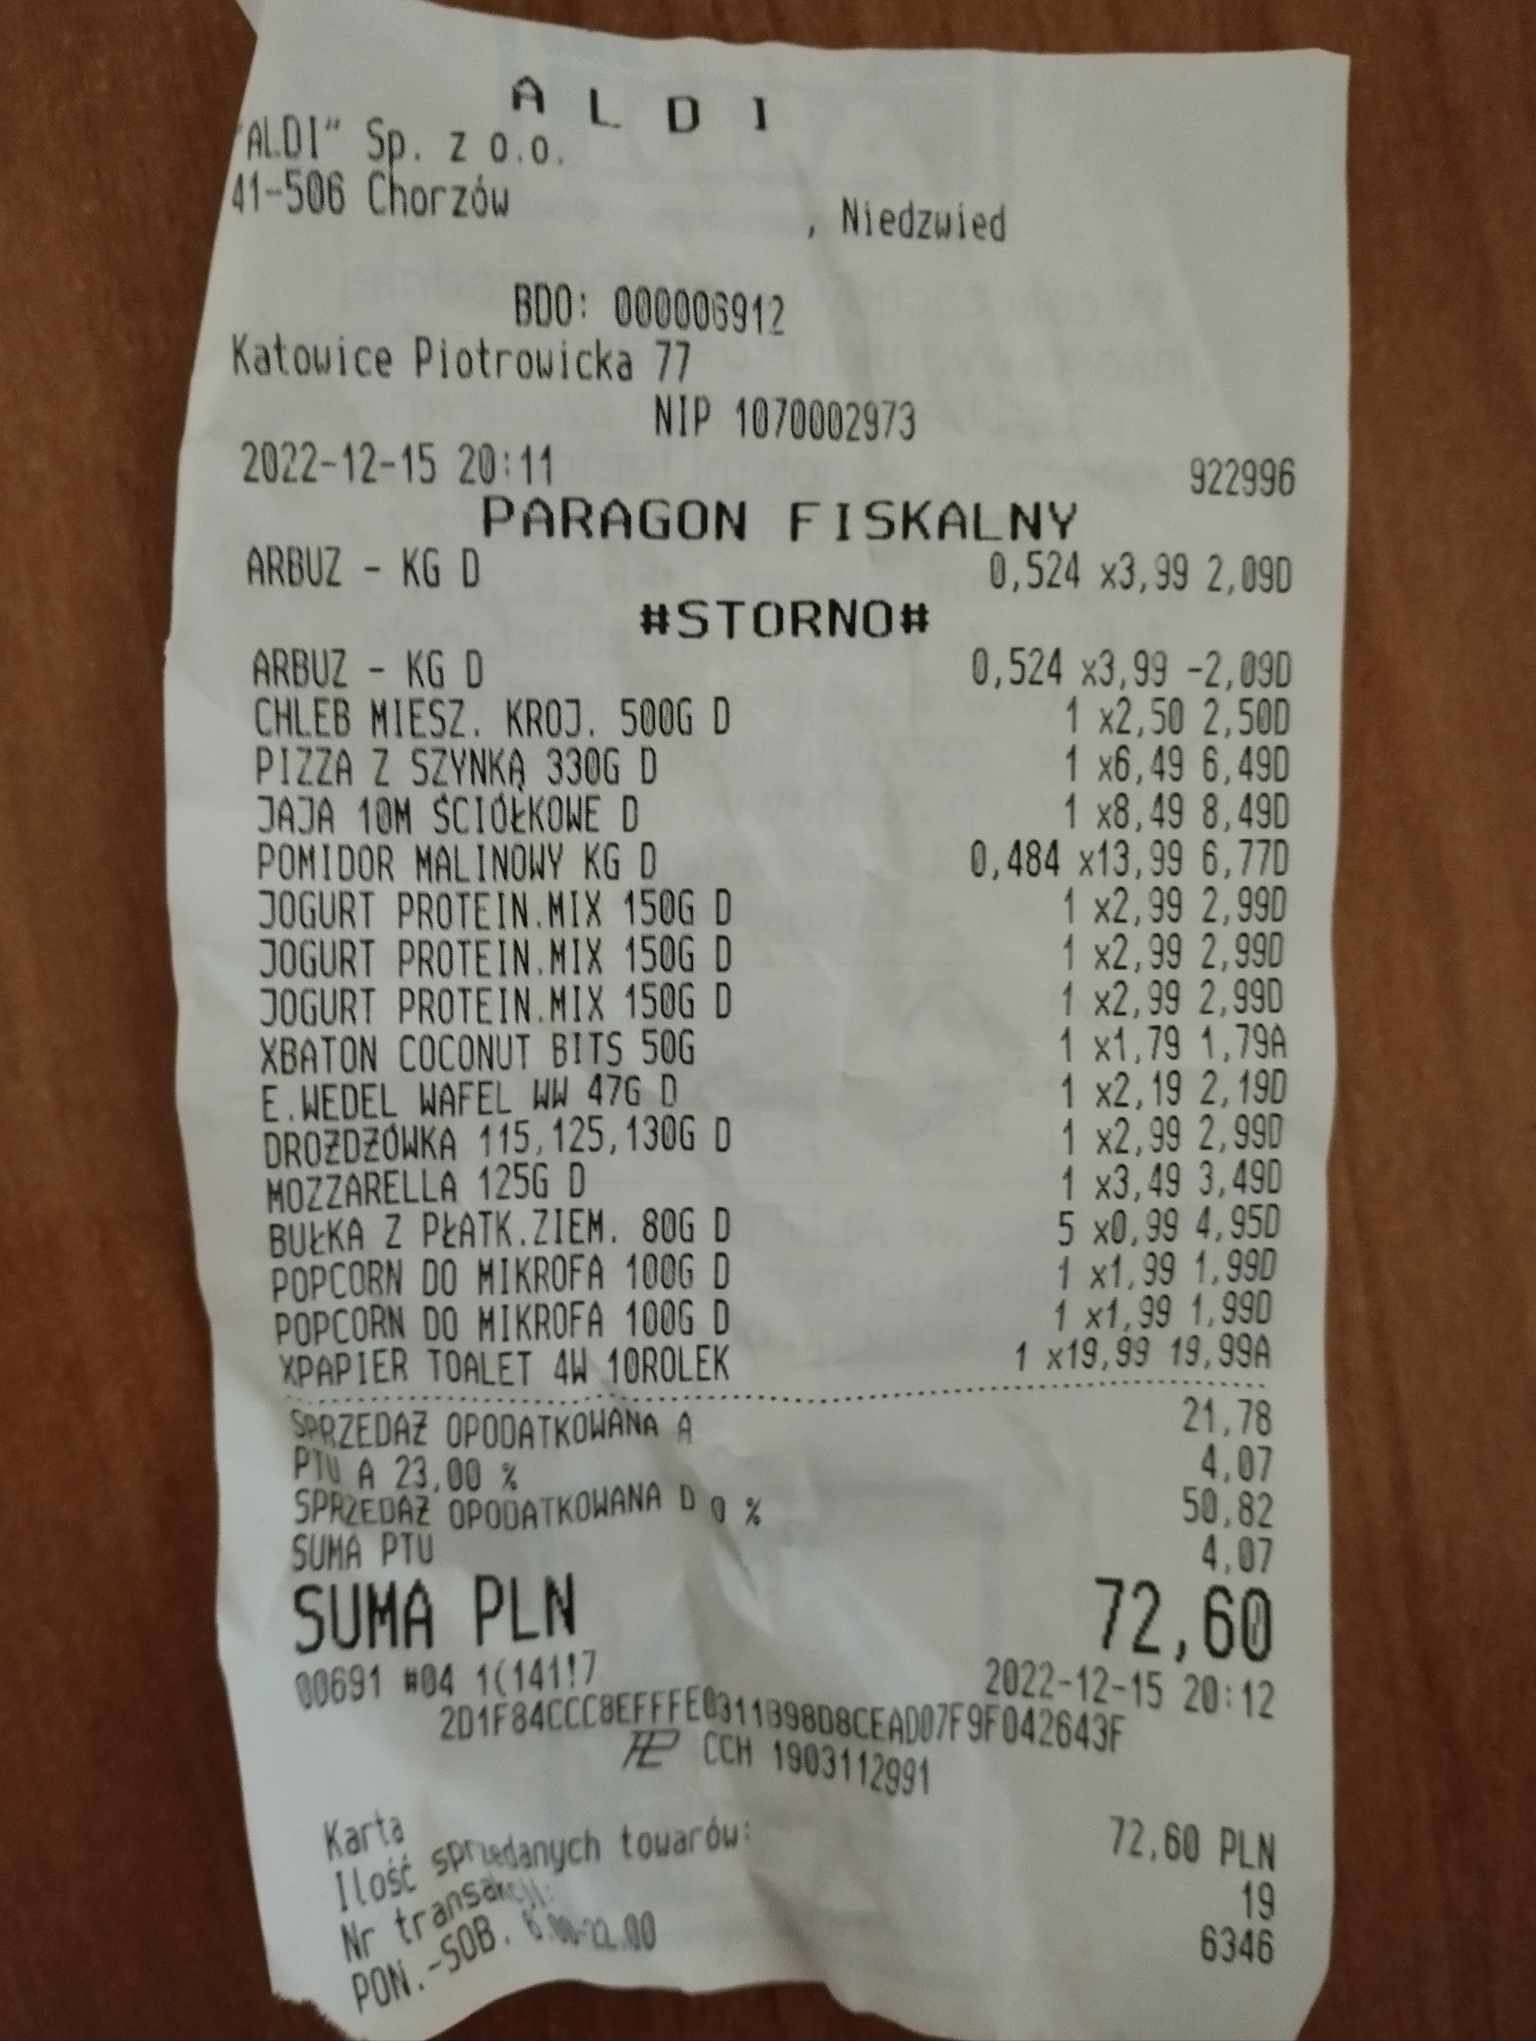 ALDI
"ALDI" Sp. z o.o.
41-506 Chorzów , Niedzwied
BDO: 000006912
Katowice Piotrowicka 77
NIP 1070002973
2022-12-15 20:11 922996
PARAGON FISKALNY
ARBUZ - KG D 0,524 x3,99 2,09D
#STORNO#
ARBUZ - KG D 0,524 x3,99 -2,09D
CHLEB MIESZ. KROJ. 500G D 1 x2,50 2,50D
PIZZA Z SZYNKĄ 330G D 1 x6,49 6,49D
JAJA 10M ŚCIÓŁKOWE D 1 x8,49 8,49D
POMIDOR MALINOWY KG D 0,484 x13,99 6,77D
JOGURT PROTEIN.MIX 150G D 1 x2,99 2,99D
JOGURT PROTEIN.MIX 150G D 1 x2,99 2,99D
JOGURT PROTEIN.MIX 150G D 1 x2,99 2,99D
XBATON COCONUT BITS 50G 1 x1,79 1,79A
E.WEDEL WAFEL WW 47G D 1 x2,19 2,19D
DROŻDŻÓWKA 115,125,130G D 1 x2,99 2,99D
MOZZARELLA 125G D 1 x3,49 3,49D
BUŁKA Z PŁATK.ZIEM. 80G D 5 x0,99 4,95D
POPCORN DO MIKROFA 100G D 1 x1,99 1,99D
POPCORN DO MIKROFA 100G D 1 x1,99 1,99D
XPAPIER TOALET 4W 10ROLEK 1 x19,99 19,99A
SPRZEDAŻ OPODATKOWANA A 21,78
PTU A 23,00 % 4,07
SPRZEDAŻ OPODATKOWANA D 0 % 50,82
SUMA PTU 4,07
SUMA PLN 72,60
00691 #04 1(141!7 2022-12-15 20:12
2D1F84CCC8EFFFE0311B98D8CEAD07F9F042643F
CCH 1903112991
Karta 72,60 PLN
Ilość sprzedanych towarów: 19
Nr transakcji: 6346
PON.-SOB. 6.00-22.00